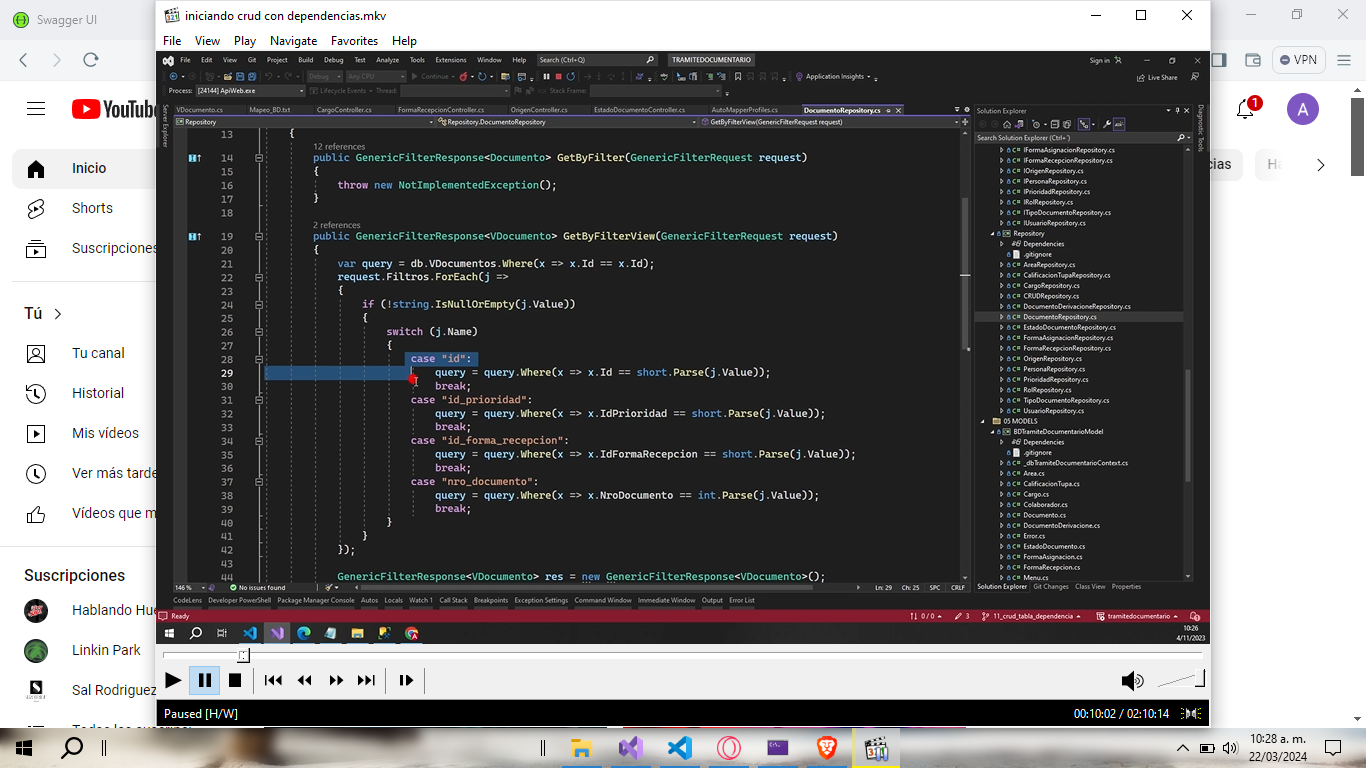 Swagger UI
iniciando crud con dependencias.mkv
File View Play Navigate Favorites Help
File Edit View Git Project Build Debug Test Analyze Tools Extensions Window Help Search (Ctrl+Q) TRAMITEDOCUMENTARIO
Sign in
Debug Any CPU Continue Application Insights Live Share
Process: [24144] ApiWeb.exe Lifecycle Events Thread: Stack Frame:
VDocumento.cs Mapeo_BD.txt CargoController.cs FormaRecepcionController.cs OrigenController.cs EstadoDocumentoController.cs AutoMapperProfiles.cs DocumentoRepository.cs
Repository Repository.DocumentoRepository GetByFilterView(GenericFilterRequest request)
Server Explorer
Diagnostic Tools
13 {
12 references
14 public GenericFilterResponse<Documento> GetByFilter(GenericFilterRequest request)
15 {
16 throw new NotImplementedException();
17 }
18
2 references
19 public GenericFilterResponse<VDocumento> GetByFilterView(GenericFilterRequest request)
20 {
21 var query = db.VDocumentos.Where(x => x.Id == x.Id);
22 request.Filtros.ForEach(j =>
23 {
24 if (!string.IsNullOrEmpty(j.Value))
25 {
26 switch (j.Name)
27 {
28 case "id":
29 query = query.Where(x => x.Id == short.Parse(j.Value));
30 break;
31 case "id_prioridad":
32 query = query.Where(x => x.IdPrioridad == short.Parse(j.Value));
33 break;
34 case "id_forma_recepcion":
35 query = query.Where(x => x.IdFormaRecepcion == short.Parse(j.Value));
36 break;
37 case "nro_documento":
38 query = query.Where(x => x.NroDocumento == int.Parse(j.Value));
39 break;
40 }
41 }
42 });
43
44 GenericFilterResponse<VDocumento> res = new GenericFilterResponse<VDocumento>();
146 % No issues found Ln: 29 Ch: 25 SPC CRLF
CodeLens Developer PowerShell Package Manager Console Autos Locals Watch 1 Call Stack Breakpoints Exception Settings Command Window Immediate Window Output Error List
Ready 0 / 0 3 11_crud_tabla_dependencia tramitedocumentario
10:26
4/11/2023
Solution Explorer
Search Solution Explorer (Ctrl+ )
IFormaAsignacionRepository.cs
IFormaRecepcionRepository.cs
IOrigenRepository.cs
IPersonaRepository.cs
IPrioridadRepository.cs
IRolRepository.cs
ITipoDocumentoRepository.cs
IUsuarioRepository.cs
Repository
Dependencies
.gitignore
AreaRepository.cs
CalificacionTupaRepository.cs
CargoRepository.cs
CRUDRepository.cs
DocumentoDerivacioneRepository.cs
DocumentoRepository.cs
EstadoDocumentoRepository.cs
FormaAsignacionRepository.cs
FormaRecepcionRepository.cs
OrigenRepository.cs
PersonaRepository.cs
PrioridadRepository.cs
RolRepository.cs
TipoDocumentoRepository.cs
UsuarioRepository.cs
05 MODELS
BDTramiteDocumentarioModel
Dependencies
.gitignore
_dbTramiteDocumentarioContext.cs
Area.cs
CalificacionTupa.cs
Cargo.cs
Colaborador.cs
Documento.cs
DocumentoDerivacione.cs
Error.cs
EstadoDocumento.cs
FormaAsignacion.cs
FormaRecepcion.cs
Menu.cs
Solution Explorer Git Changes Class View Properties
Paused [H/W] 00:10:02 / 02:10:14
VPN
1
A
cias
Ha
YouTub
Inicio
Shorts
Suscripciones
Tú
Tu canal
Historial
Mis vídeos
Ver más tarde
Vídeos que m
Suscripciones
Hablando Hue
Linkin Park
Sal Rodriguez
10:28 a. m.
22/03/2024